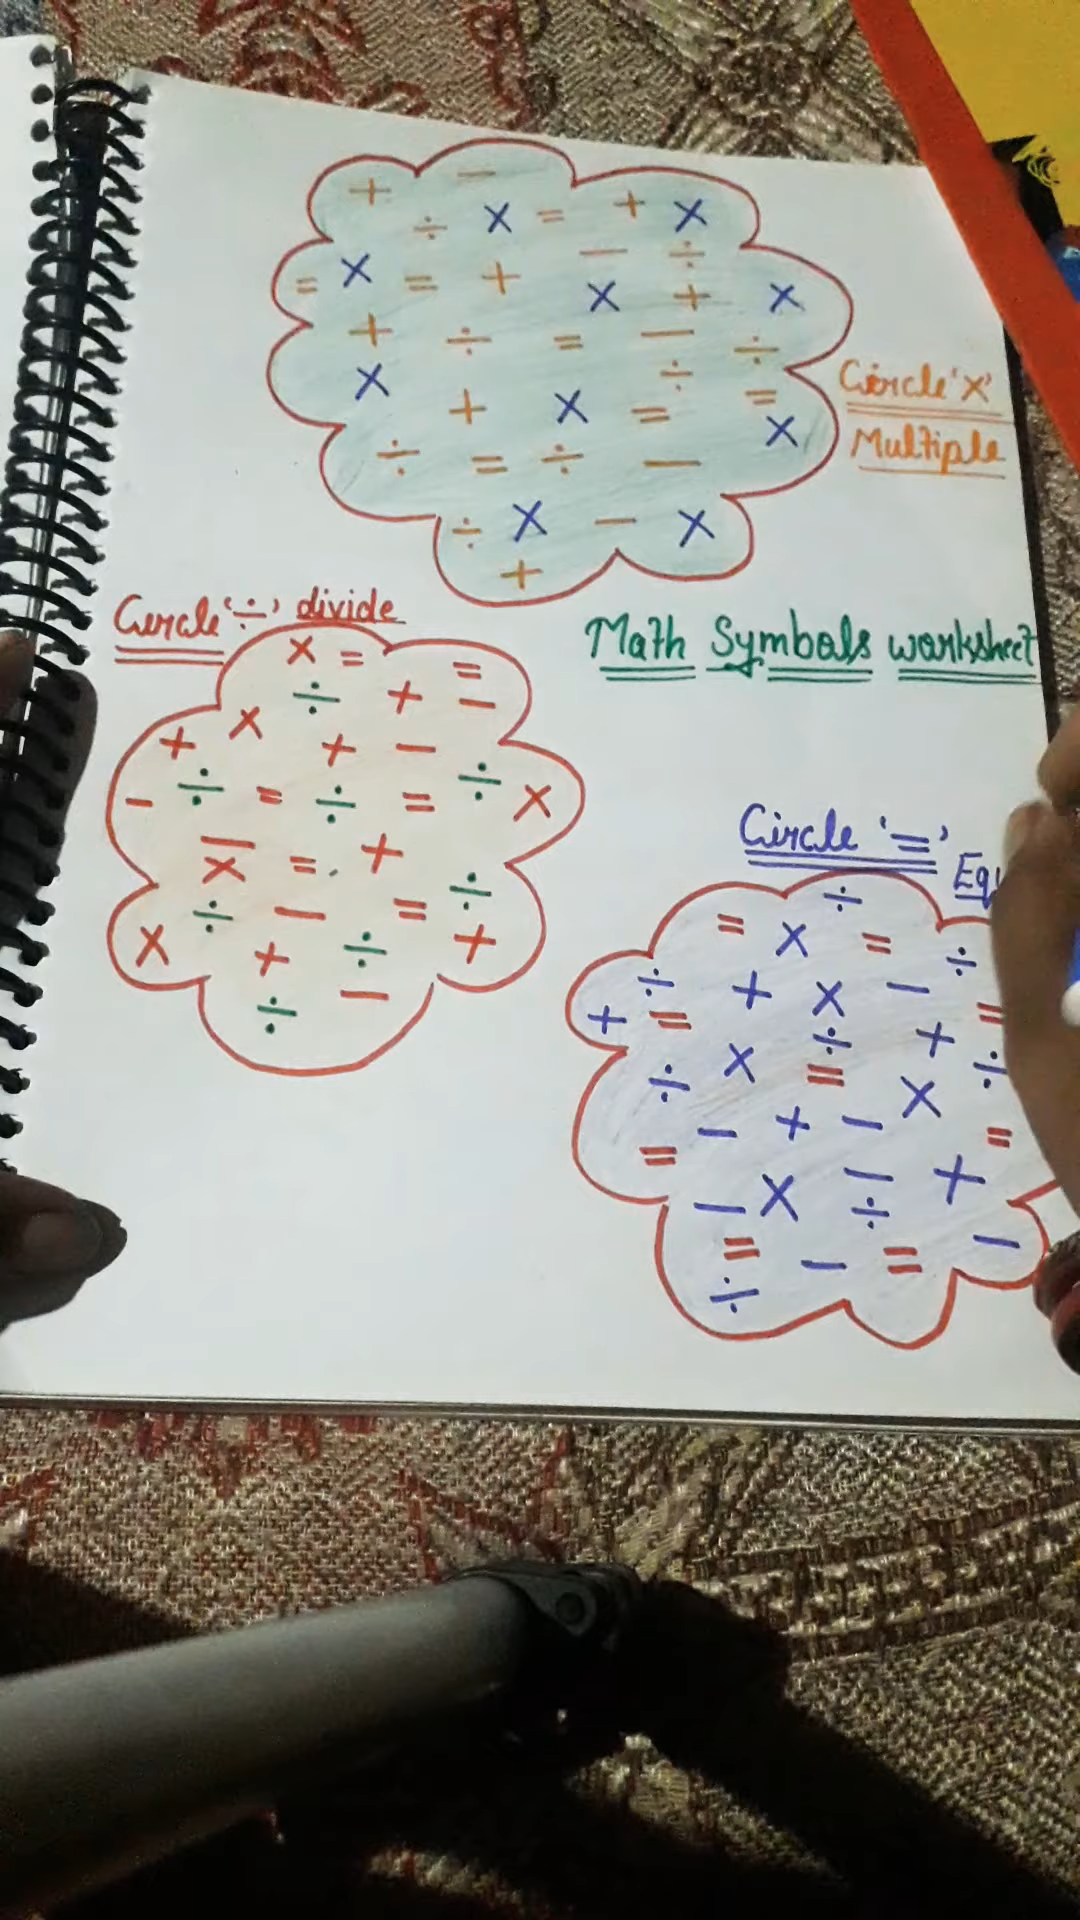 + −
÷ × = + ×
− ÷
= × = + × + ×
+ ÷ = − ÷
× ÷ =
+ × = ×
÷ = ÷ −
÷ × − ×
+
Circle '×'
Multiple
Circle '÷' divide
Math Symbols worksheet
× = =
÷ + −
+ × + −
− ÷ = ÷ = ÷ ×
−
× = +
÷ − = ÷
× + ÷ +
÷ −
Circle '='
÷
= × = ÷
÷ + × −
+ = ÷ + =
÷ × = × ÷
− + − =
= − +
− × ÷
= − = −
÷